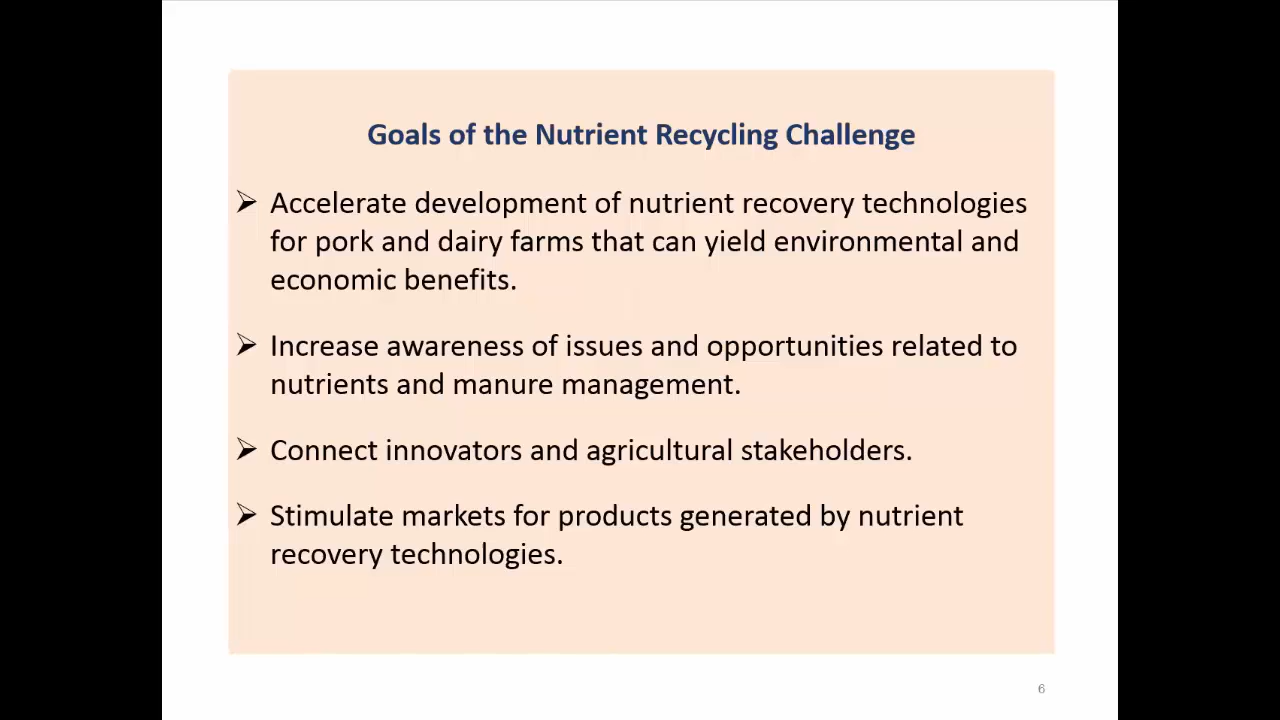 Goals of the Nutrient Recycling Challenge
➢ Accelerate development of nutrient recovery technologies
for pork and dairy farms that can yield environmental and
economic benefits.
➢ Increase awareness of issues and opportunities related to
nutrients and manure management.
➢ Connect innovators and agricultural stakeholders.
➢ Stimulate markets for products generated by nutrient
recovery technologies.
6